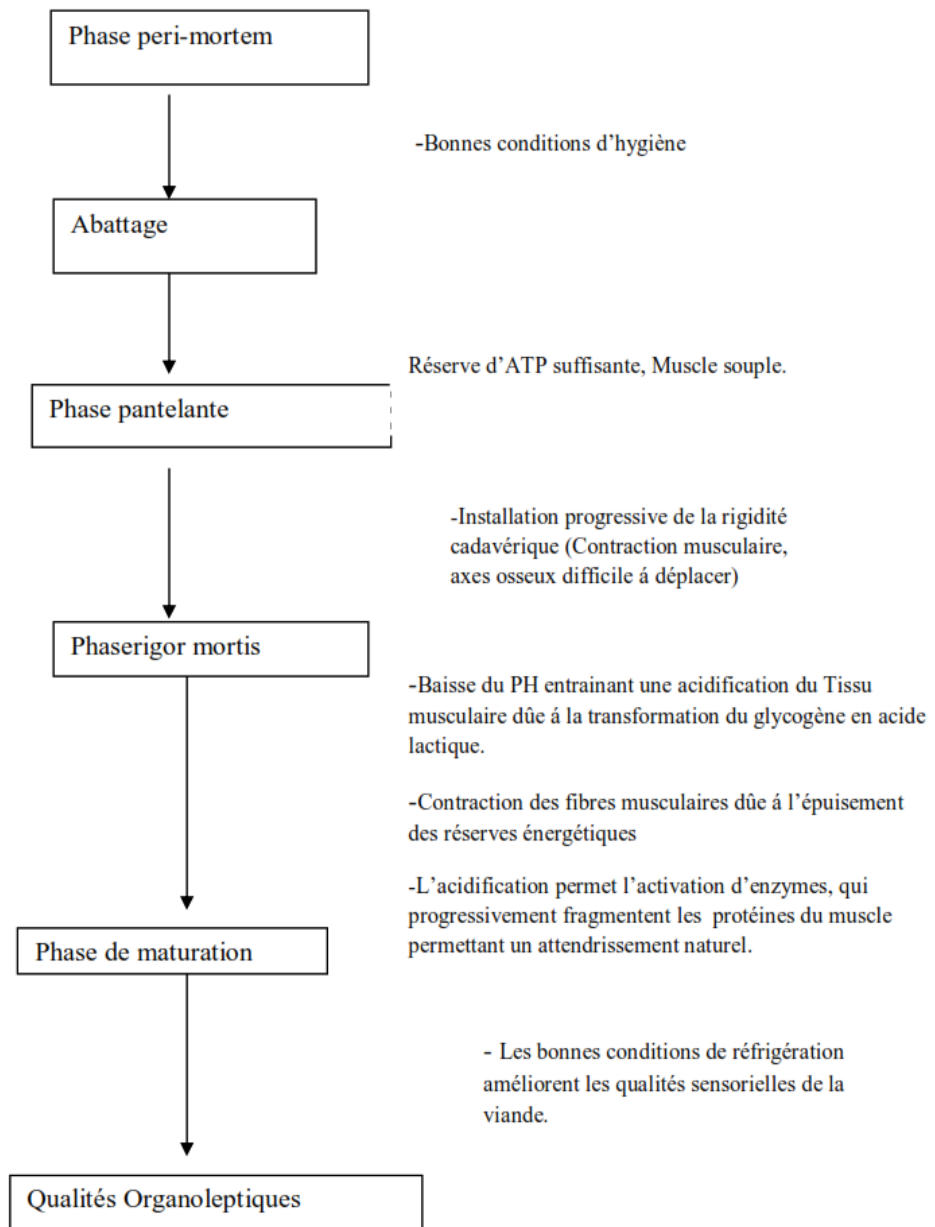 Phase peri-mortem
-Bonnes conditions d’hygiène
Abattage
Réserve d’ATP suffisante, Muscle souple.
Phase pantelante
-Installation progressive de la rigidité
cadavérique (Contraction musculaire,
axes osseux difficile á déplacer)
Phaserigor mortis
-Baisse du PH entrainant une acidification du Tissu
musculaire dûe á la transformation du glycogène en acide
lactique.
-Contraction des fibres musculaires dûe á l’épuisement
des réserves énergétiques
-L’acidification permet l’activation d’enzymes, qui
progressivement fragmentent les protéines du muscle
permettant un attendrissement naturel.
Phase de maturation
- Les bonnes conditions de réfrigération
améliorent les qualités sensorielles de la
viande.
Qualités Organoleptiques